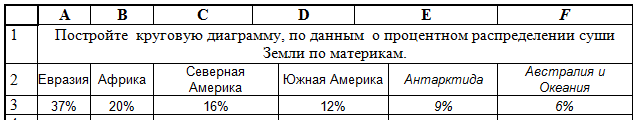 A B C D E F
1 Постройте круговую диаграмму, по данным о процентном распределении суши
Земли по материкам.
2 Евразия Африка Северная Америка Южная Америка Антарктида Австралия и Океания
3 37% 20% 16% 12% 9% 6%